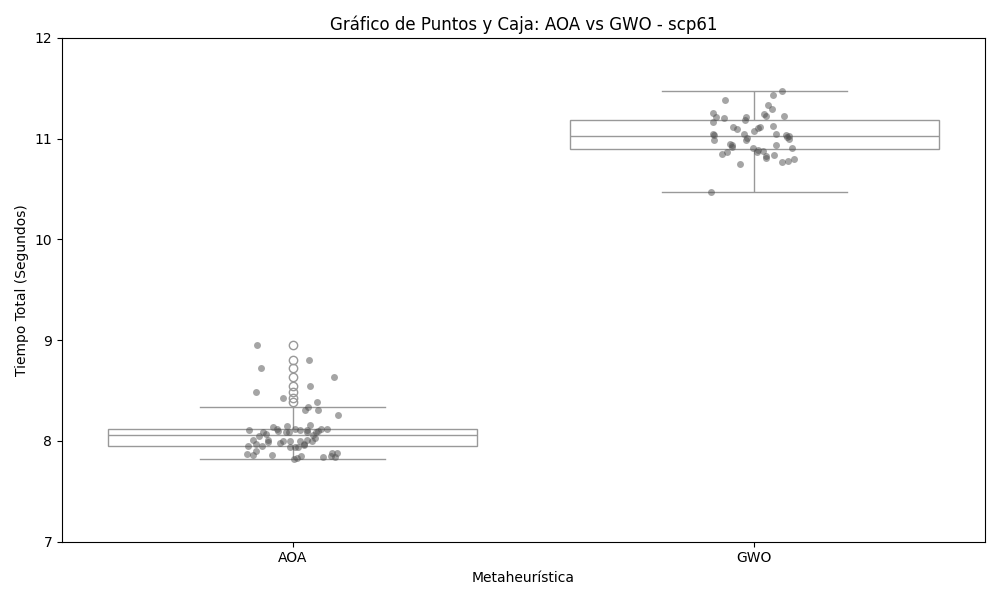 Gráfico de Puntos y Caja: AOA vs GWO - scp61
12
11
10
9
8
7
Tiempo Total (Segundos)
AOA
GWO
Metaheurística